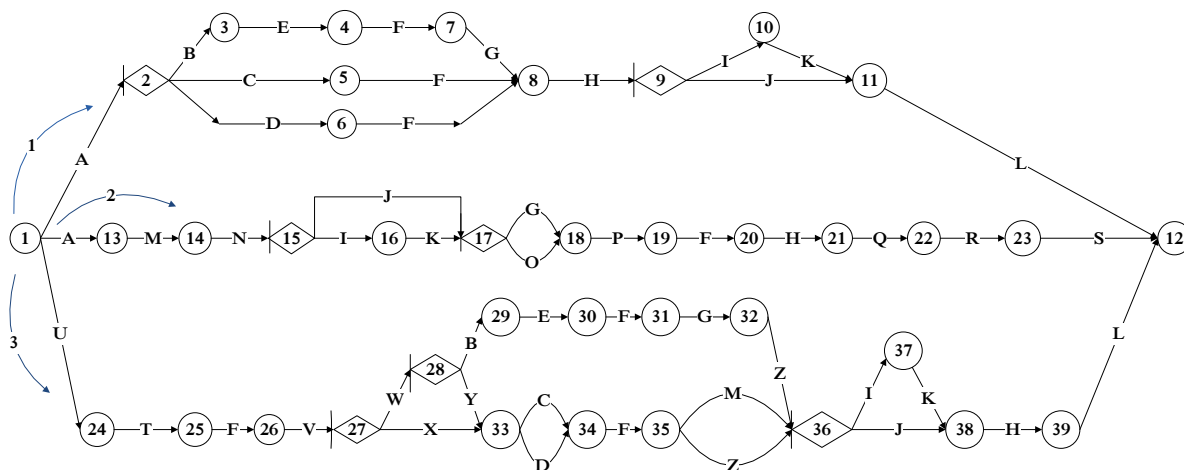 3 E 4 F 7 10
B G I K
2 C 5 F 8 H 9 J 11
D 6 F
1
A L
2 J G
1 A 13 M 14 N 15 I 16 K 17 18 P 19 F 20 H 21 Q 22 R 23 S 12
O
3 U 29 E 30 F 31 G 32 L
B 37
28 Z
W Y C M I K
24 T 25 F 26 V 27 X 33 34 F 35 36 J 38 H 39
D Z